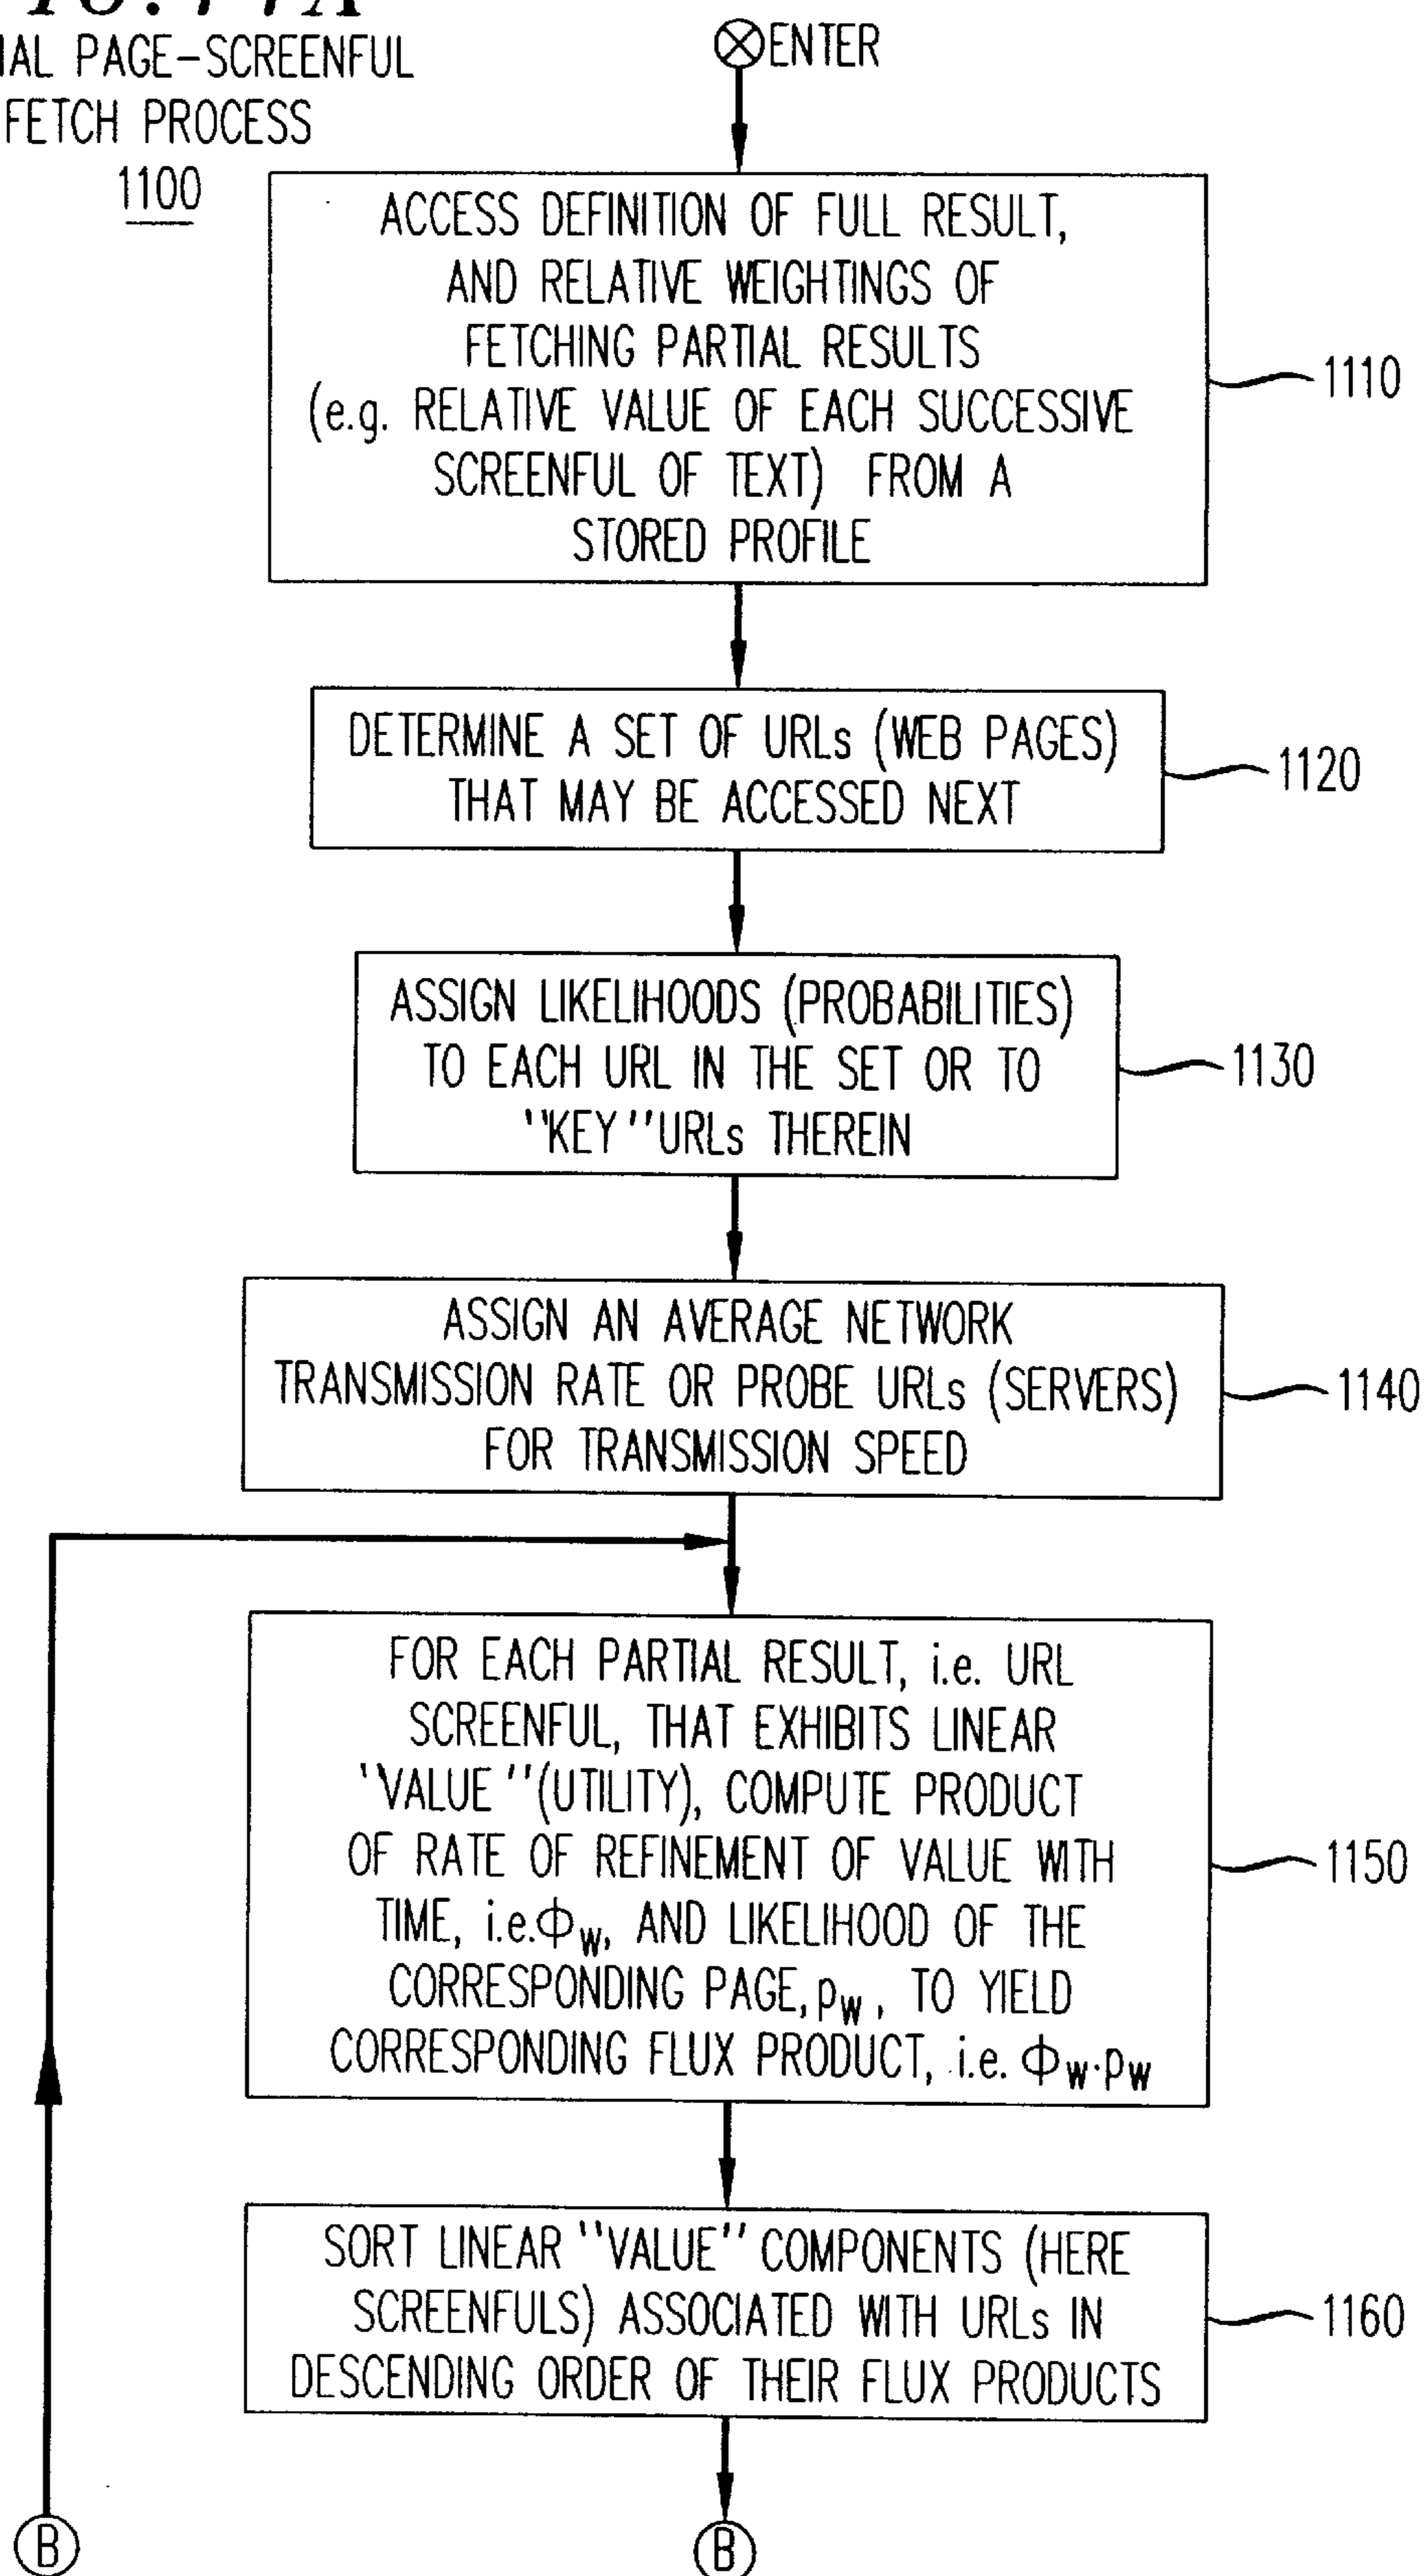 IAL PAGE-SCREENFUL
FETCH PROCESS
1100
ENTER
ACCESS DEFINITION OF FULL RESULT,
AND RELATIVE WEIGHTINGS OF
FETCHING PARTIAL RESULTS
(e.g. RELATIVE VALUE OF EACH SUCCESSIVE
SCREENFUL OF TEXT) FROM A
STORED PROFILE
1110
DETERMINE A SET OF URLs (WEB PAGES)
THAT MAY BE ACCESSED NEXT
1120
ASSIGN LIKELIHOODS (PROBABILITIES)
TO EACH URL IN THE SET OR TO
"KEY" URLs THEREIN
1130
ASSIGN AN AVERAGE NETWORK
TRANSMISSION RATE OR PROBE URLs (SERVERS)
FOR TRANSMISSION SPEED
1140
FOR EACH PARTIAL RESULT, i.e. URL
SCREENFUL, THAT EXHIBITS LINEAR
"VALUE" (UTILITY), COMPUTE PRODUCT
OF RATE OF REFINEMENT OF VALUE WITH
TIME, i.e. Φw, AND LIKELIHOOD OF THE
CORRESPONDING PAGE, pw, TO YIELD
CORRESPONDING FLUX PRODUCT, i.e. Φw·pw
1150
SORT LINEAR "VALUE" COMPONENTS (HERE
SCREENFULS) ASSOCIATED WITH URLs IN
DESCENDING ORDER OF THEIR FLUX PRODUCTS
1160
B
B